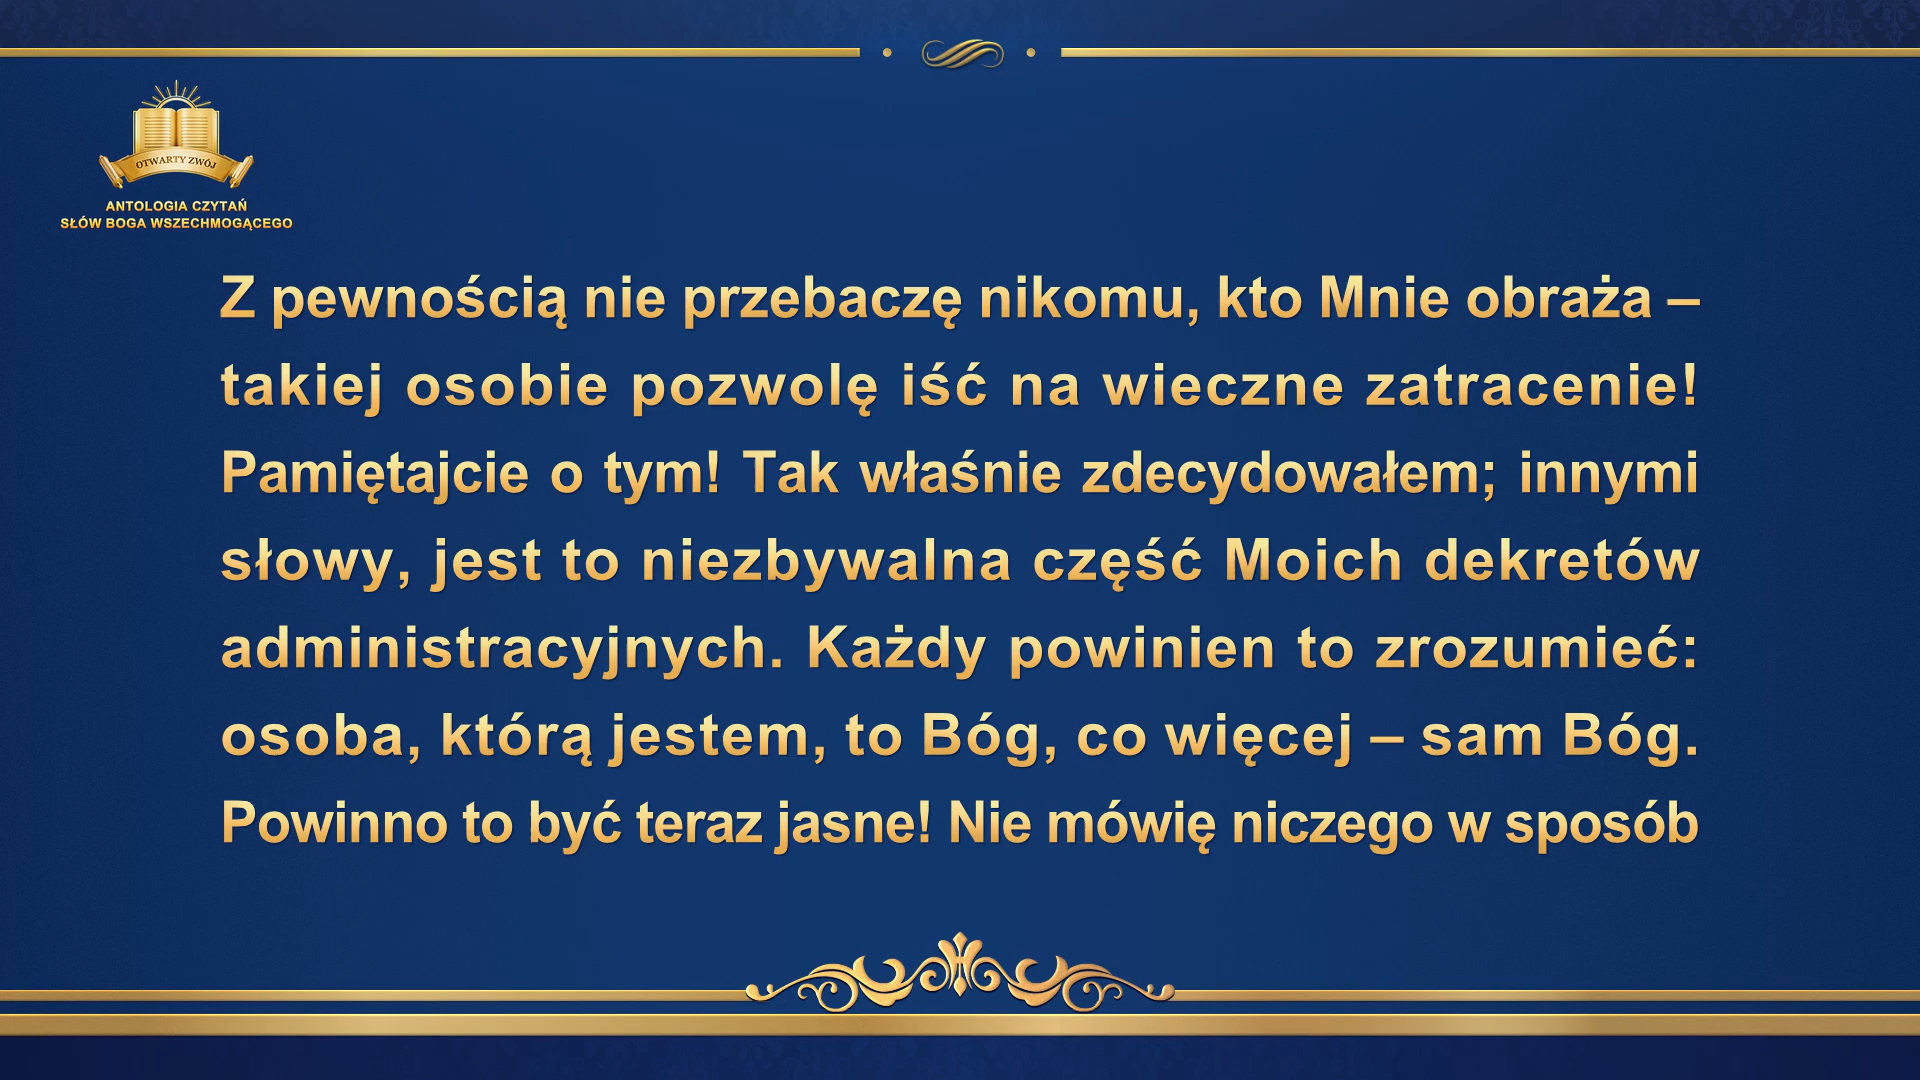 OTWARTY ZWÓJ
ANTOLOGIA CZYTAŃ
SŁÓW BOGA WSZECHMOGĄCEGO
Z pewnością nie przebaczę nikomu, kto Mnie obraża –
takiej osobie pozwolę iść na wieczne zatracenie!
Pamiętajcie o tym! Tak właśnie zdecydowałem; innymi
słowy, jest to niezbywalna część Moich dekretów
administracyjnych. Każdy powinien to zrozumieć:
osoba, którą jestem, to Bóg, co więcej – sam Bóg.
Powinno to być teraz jasne! Nie mówię niczego w sposób